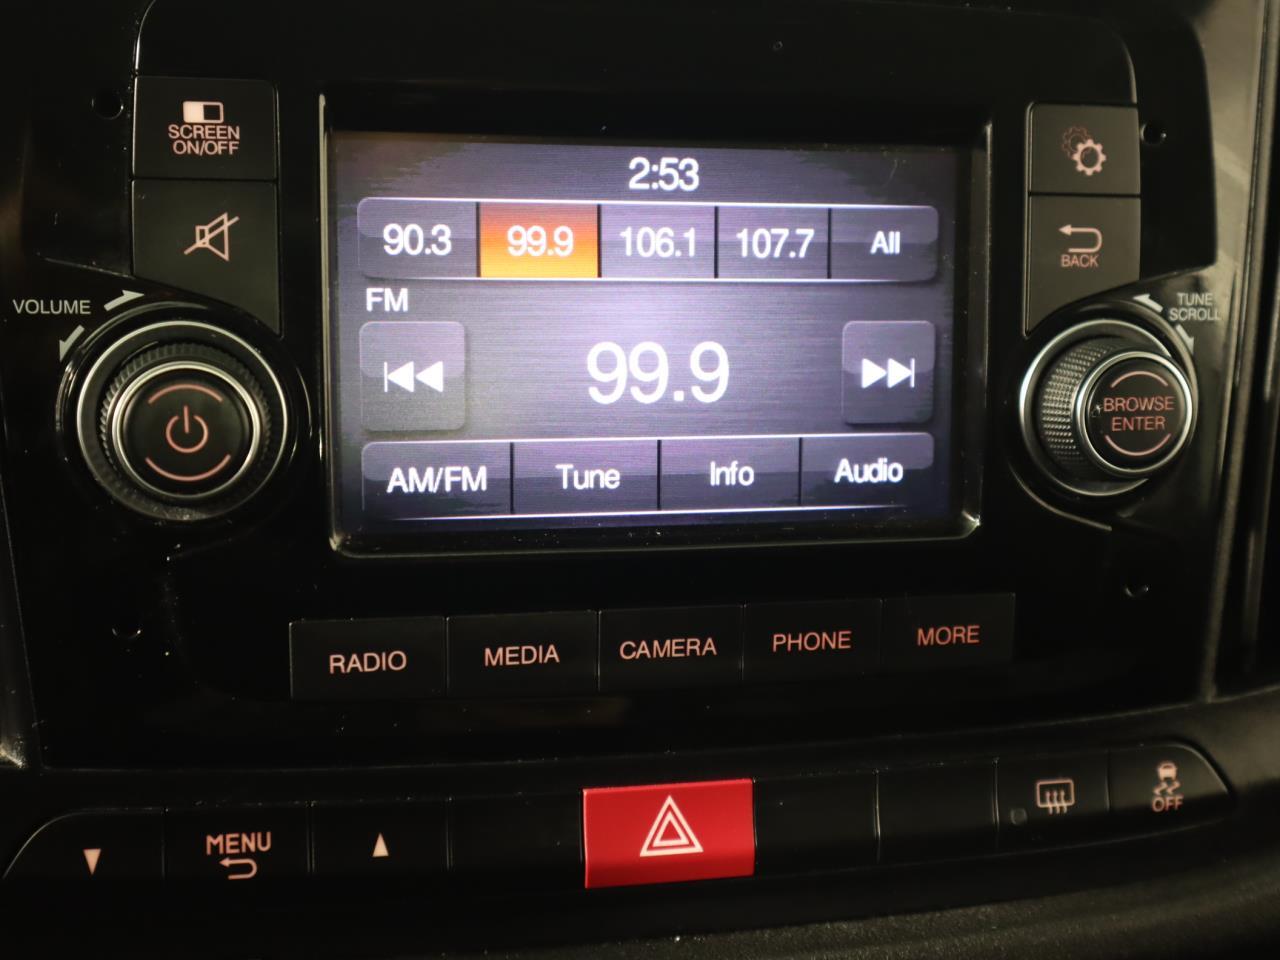 SCREEN
ON/OFF
2:53
90.3 99.9 106.1 107.7 All
BACK
VOLUME
FM
TUNE
SCROLL
99.9
BROWSE
ENTER
AM/FM Tune Info Audio
RADIO MEDIA CAMERA PHONE MORE
MENU
OFF